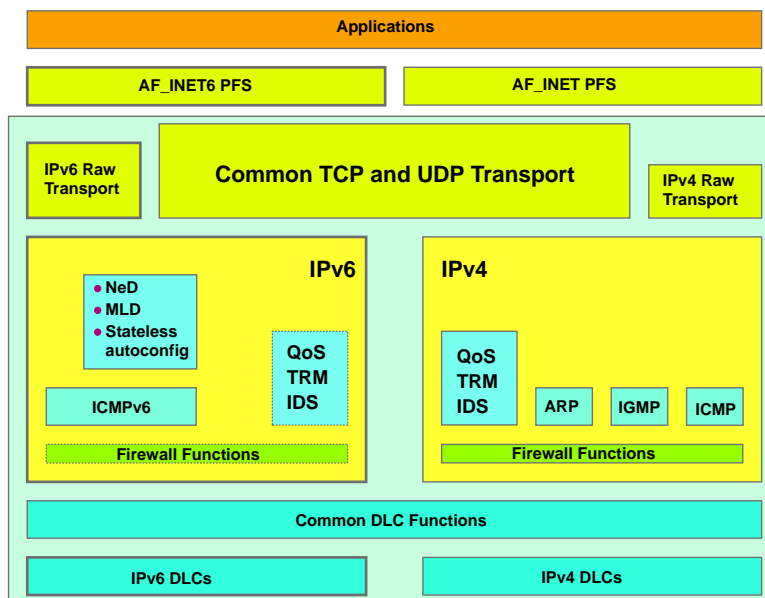 Applications
AF_INET6 PFS
AF_INET PFS
IPv6 Raw
Transport
Common TCP and UDP Transport
IPv4 Raw
Transport
IPv6
NeD
MLD
Stateless
autoconfig
QoS
TRM
IDS
ICMPv6
Firewall Functions
IPv4
QoS
TRM
IDS
ARP
IGMP
ICMP
Firewall Functions
Common DLC Functions
IPv6 DLCs
IPv4 DLCs